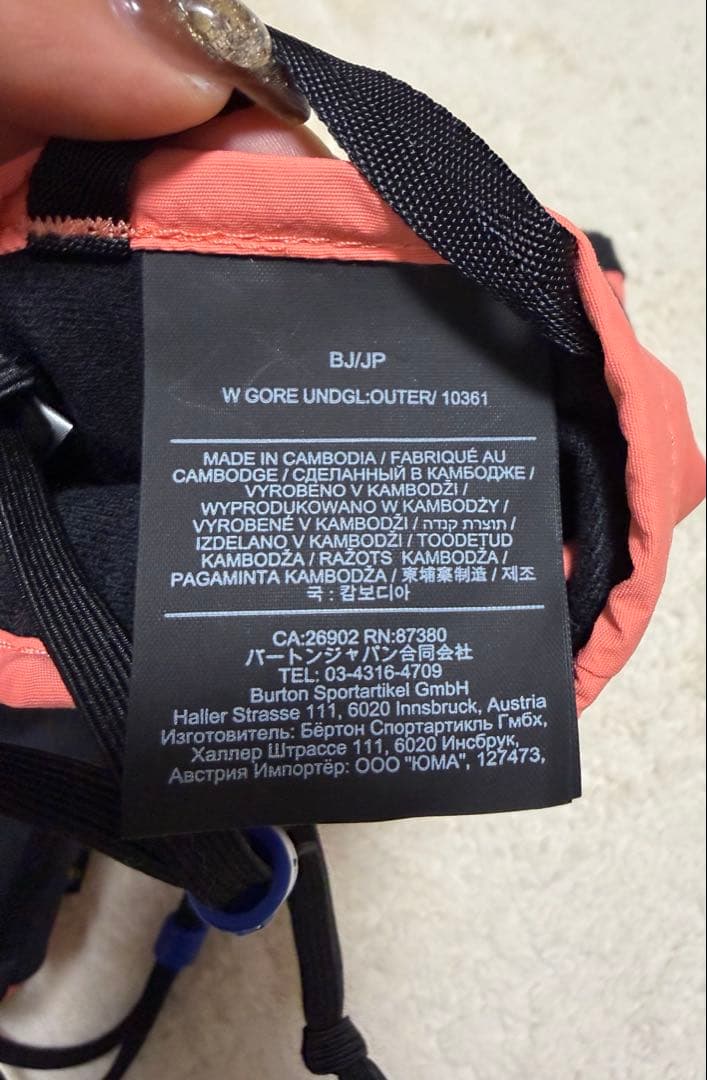 BJ/JP
W GORE UNDGL:OUTER/ 10361
MADE IN CAMBODIA / FABRIQUÉ AU
CAMBODGE / СДЕЛАННЫЙ В КАМБОДЖЕ /
VYROBENO V KAMBODŽI /
WYPRODUKOWANO W KAMBODŻY /
VYROBENÉ V KAMBODŽI / תוצרת קנדה /
IZDELANO V KAMBODŽI / TOODETUD
KAMBODŽA / RAŽOTS KAMBODŽA /
PAGAMINTA KAMBODŽA / 柬埔寨制造 / 제조
국 : 캄보디아
CA:26902 RN:87380
バートンジャパン合同会社
TEL: 03-4316-4709
Burton Sportartikel GmbH
Haller Strasse 111, 6020 Innsbruck, Austria
Изготовитель: Бёртон Спортартикль Гмбх,
Халлер Штрассе 111, 6020 Инсбрук,
Австрия Импортёр: ООО "ЮМА", 127473,